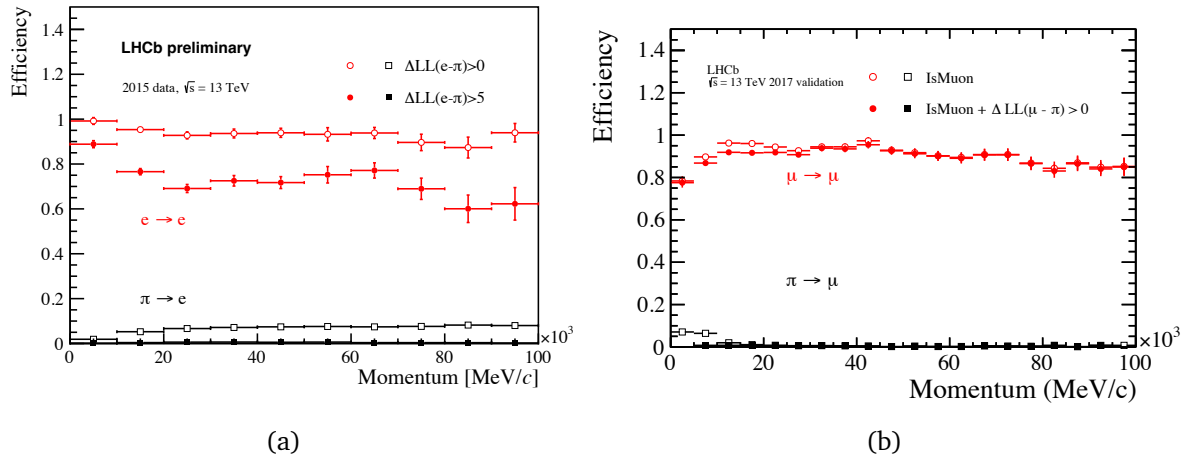 1.4
1.2
1
0.8
0.6
0.4
0.2
0
Efficiency
LHCb preliminary
2015 data, √s = 13 TeV
ΔLL(e-π)>0
ΔLL(e-π)>5
e → e
π → e
0 20 40 60 80 100
×10³
Momentum [MeV/c]
(a)
1.4
1.2
1
0.8
0.6
0.4
0.2
0
Efficiency
LHCb
√s = 13 TeV 2017 validation
IsMuon
IsMuon + Δ LL(μ - π) > 0
μ → μ
π → μ
0 20 40 60 80 100
×10³
Momentum (MeV/c)
(b)